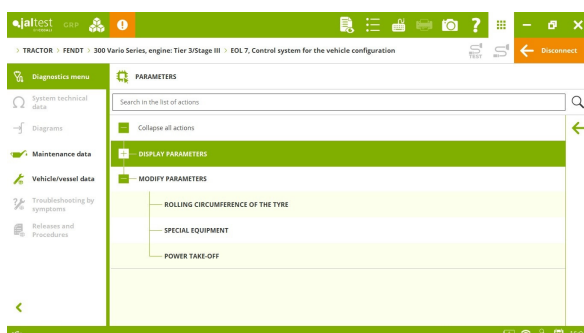 jaltest GRP
> TRACTOR > FENDT > 300 Vario Series, engine: Tier 3/Stage III > EOL 7, Control system for the vehicle configuration
TEST
Disconnect
Diagnostics menu
System technical
data
Diagrams
Maintenance data
Vehicle/vessel data
Troubleshooting by
symptoms
Releases and
Procedures
PARAMETERS
Search in the list of actions
Collapse all actions
DISPLAY PARAMETERS
MODIFY PARAMETERS
ROLLING CIRCUMFERENCE OF THE TYRE
SPECIAL EQUIPMENT
POWER TAKE-OFF